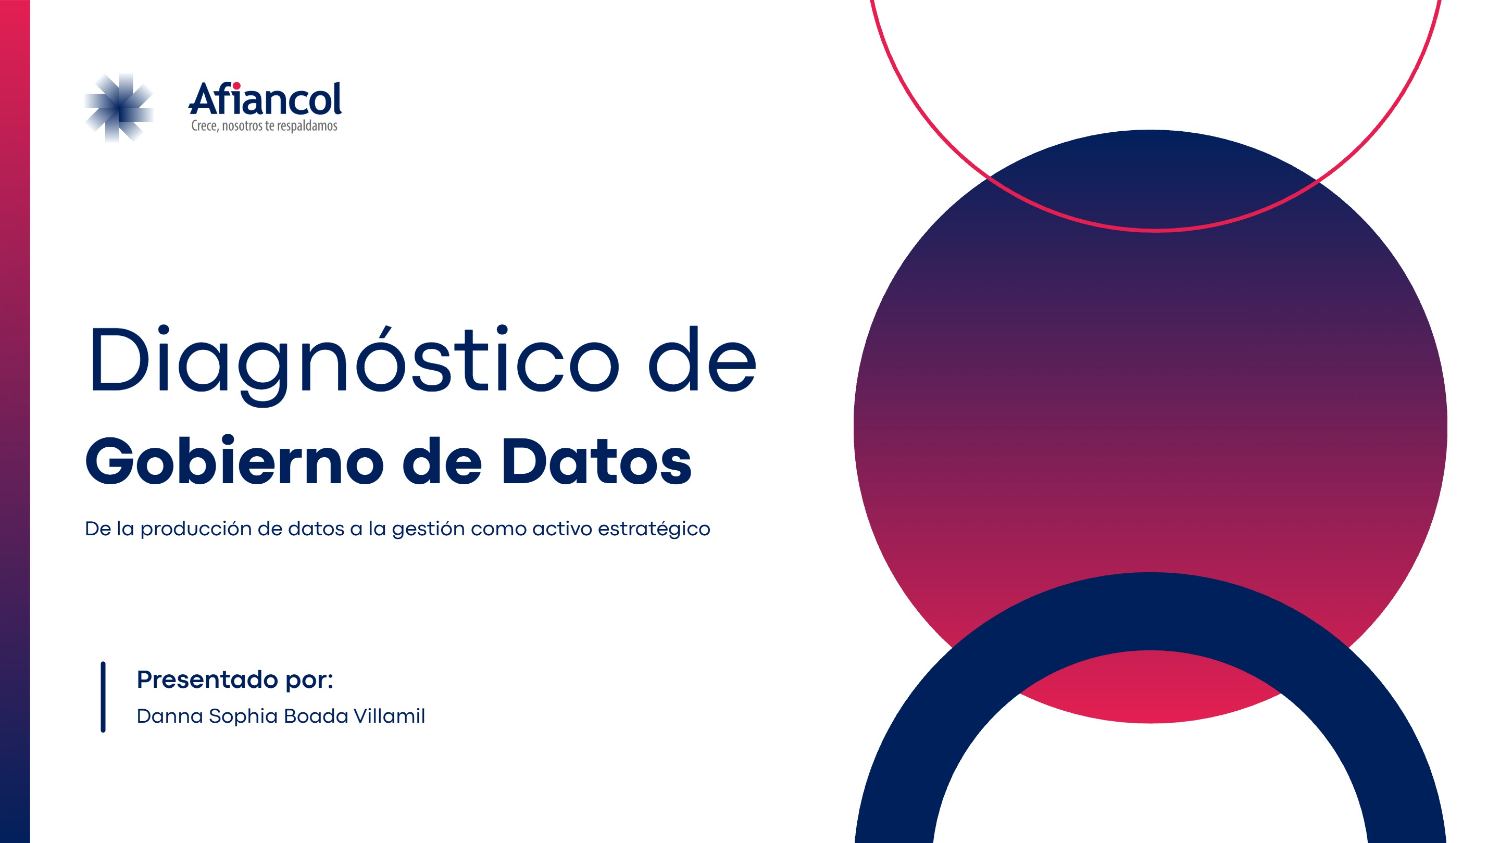 Afiancol
Crece, nosotros te respaldamos
Diagnóstico de
Gobierno de Datos
De la producción de datos a la gestión como activo estratégico
Presentado por:
Danna Sophia Boada Villamil